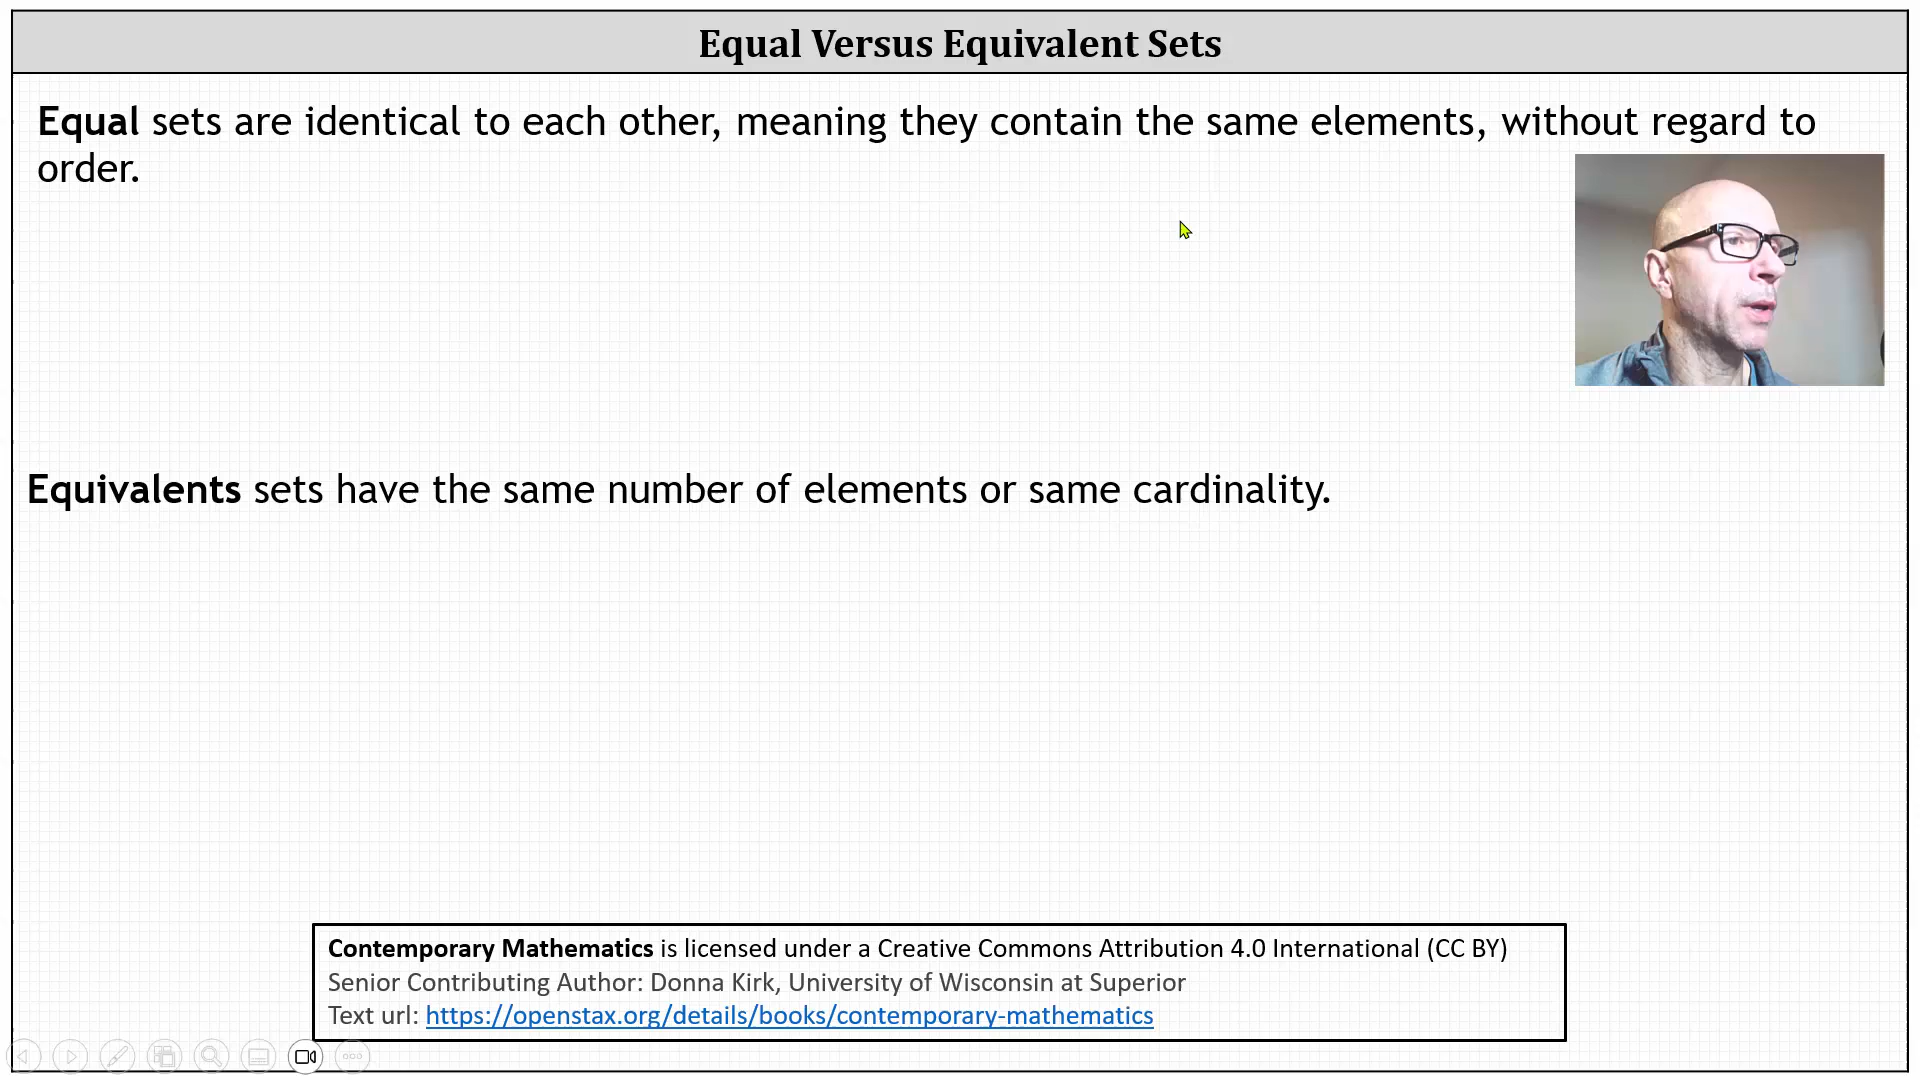 Equal Versus Equivalent Sets
Equal sets are identical to each other, meaning they contain the same elements, without regard to
order.
Equivalents sets have the same number of elements or same cardinality.
Contemporary Mathematics is licensed under a Creative Commons Attribution 4.0 International (CC BY)
Senior Contributing Author: Donna Kirk, University of Wisconsin at Superior
Text url: https://openstax.org/details/books/contemporary-mathematics